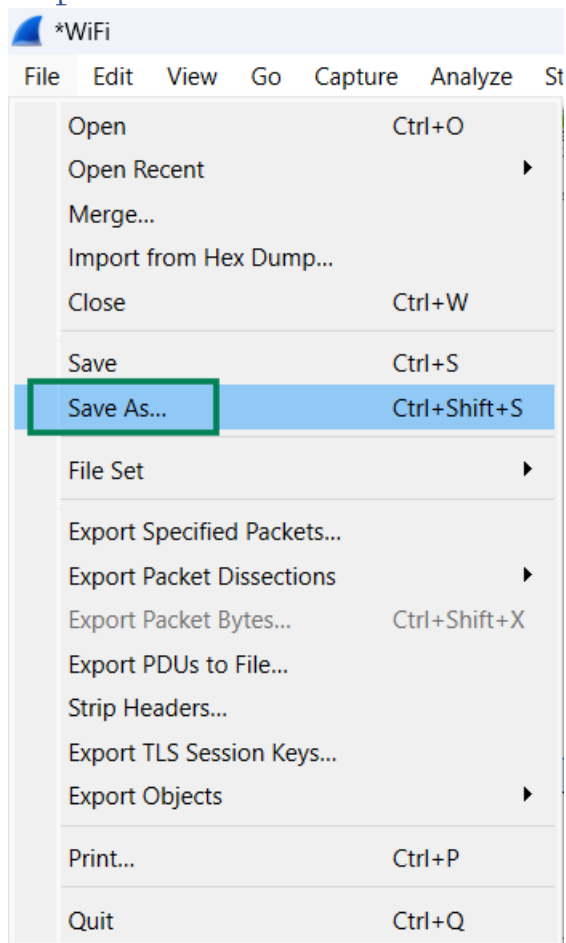 *WiFi
File Edit View Go Capture Analyze St
Open Ctrl+O
Open Recent
Merge...
Import from Hex Dump...
Close Ctrl+W
Save Ctrl+S
Save As... Ctrl+Shift+S
File Set
Export Specified Packets...
Export Packet Dissections
Export Packet Bytes... Ctrl+Shift+X
Export PDUs to File...
Strip Headers...
Export TLS Session Keys...
Export Objects
Print... Ctrl+P
Quit Ctrl+Q